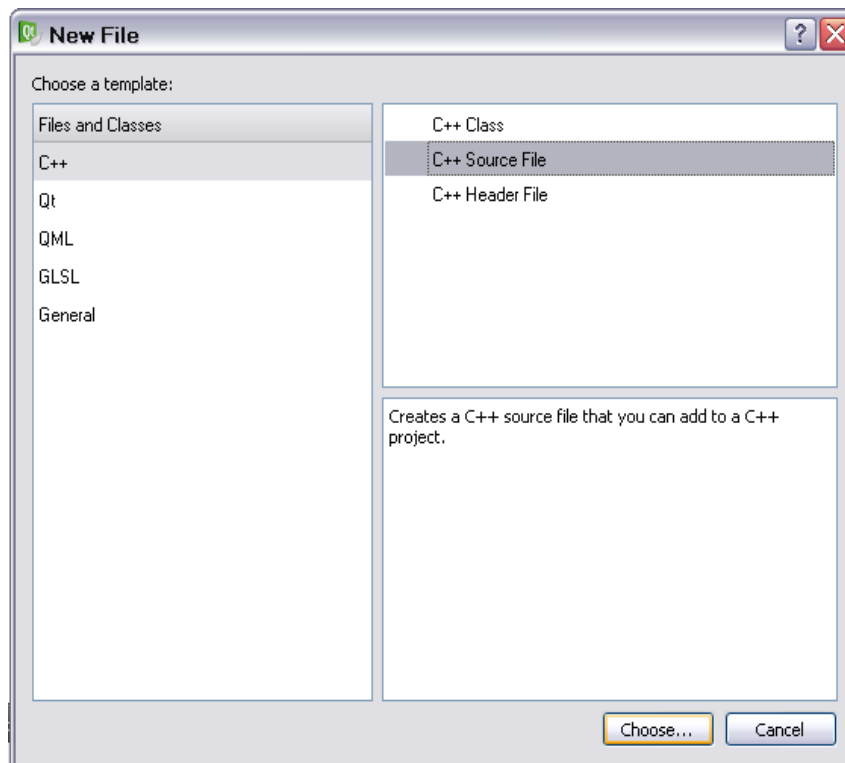 New File
Choose a template:
Files and Classes
C++
Qt
QML
GLSL
General
C++ Class
C++ Source File
C++ Header File
Creates a C++ source file that you can add to a C++
project.
Choose...
Cancel